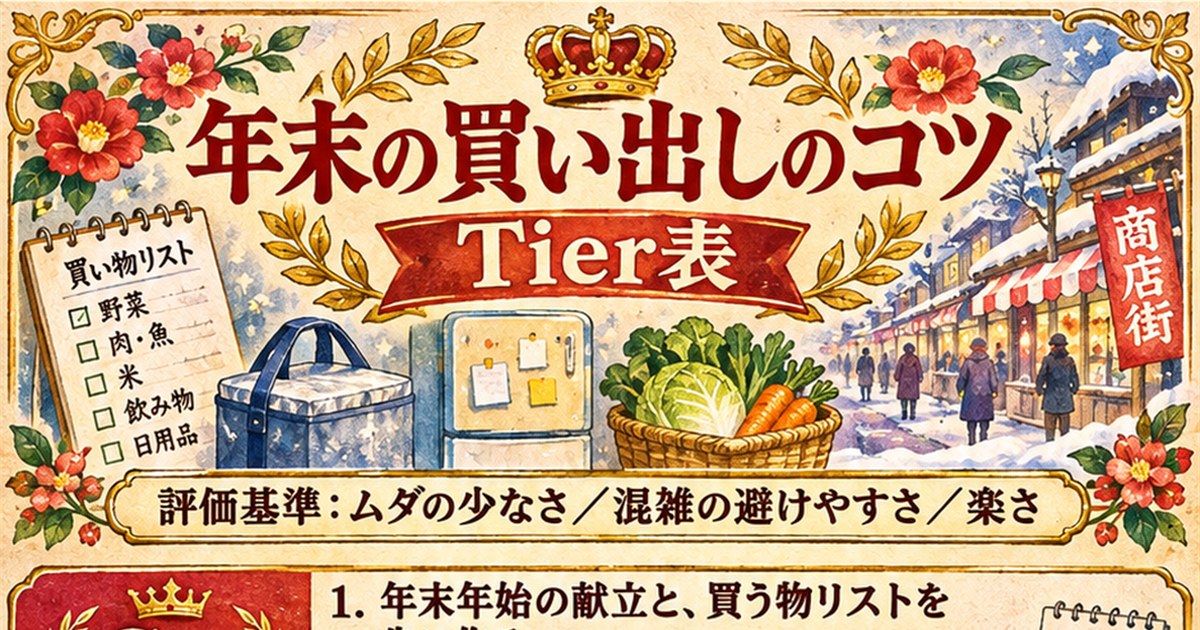 年末の買い出しのコツ
Tier表
買い物リスト
野菜
肉・魚
米
飲み物
日用品
商店街
評価基準：ムダの少なさ／混雑の避けやすさ／楽さ
1. 年末年始の献立と、買う物リストを